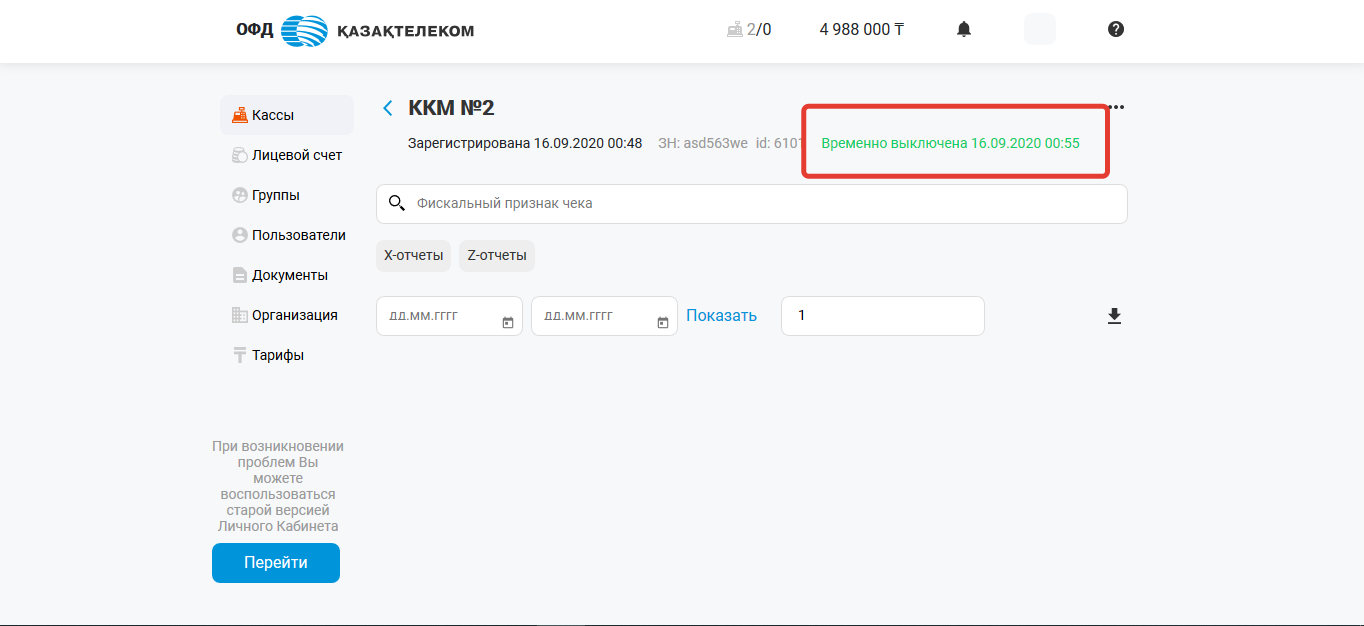 ОФД ҚАЗАҚТЕЛЕКОМ 2/0 4 988 000 ₸
Кассы
Лицевой счет
Группы
Пользователи
Документы
Организация
Тарифы
При возникновении
проблем Вы
можете
воспользоваться
старой версией
Личного Кабинета
Перейти
ККМ №2
Зарегистрирована 16.09.2020 00:48 ЗН: asd563we id: 6101 Временно выключена 16.09.2020 00:55
Фискальный признак чека
Х-отчеты Z-отчеты
дд.мм.гггг дд.мм.гггг Показать 1